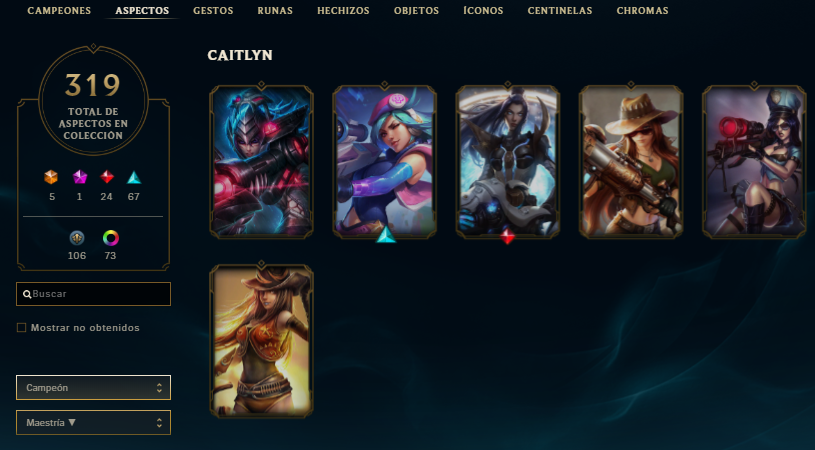 CAMPEONES ASPECTOS GESTOS RUNAS HECHIZOS OBJETOS ÍCONOS CENTINELAS CHROMAS
CAITLYN
319
TOTAL DE
ASPECTOS EN
COLECCIÓN
5 1 24 67
106 73
Buscar
Mostrar no obtenidos
Campeón
Maestría ▼